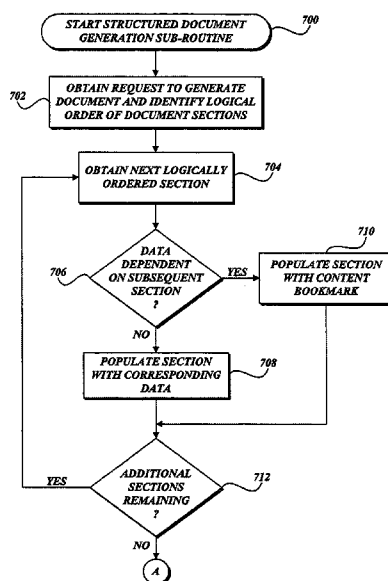 START STRUCTURED DOCUMENT
GENERATION SUB-ROUTINE
700
702
OBTAIN REQUEST TO GENERATE
DOCUMENT AND IDENTIFY LOGICAL
ORDER OF DOCUMENT SECTIONS
OBTAIN NEXT LOGICALLY
ORDERED SECTION
704
706
DATA
DEPENDENT
ON SUBSEQUENT
SECTION
?
YES
710
POPULATE SECTION
WITH CONTENT
BOOKMARK
NO
POPULATE SECTION
WITH CORRESPONDING
DATA
708
YES
ADDITIONAL
SECTIONS
REMAINING
?
712
NO
A